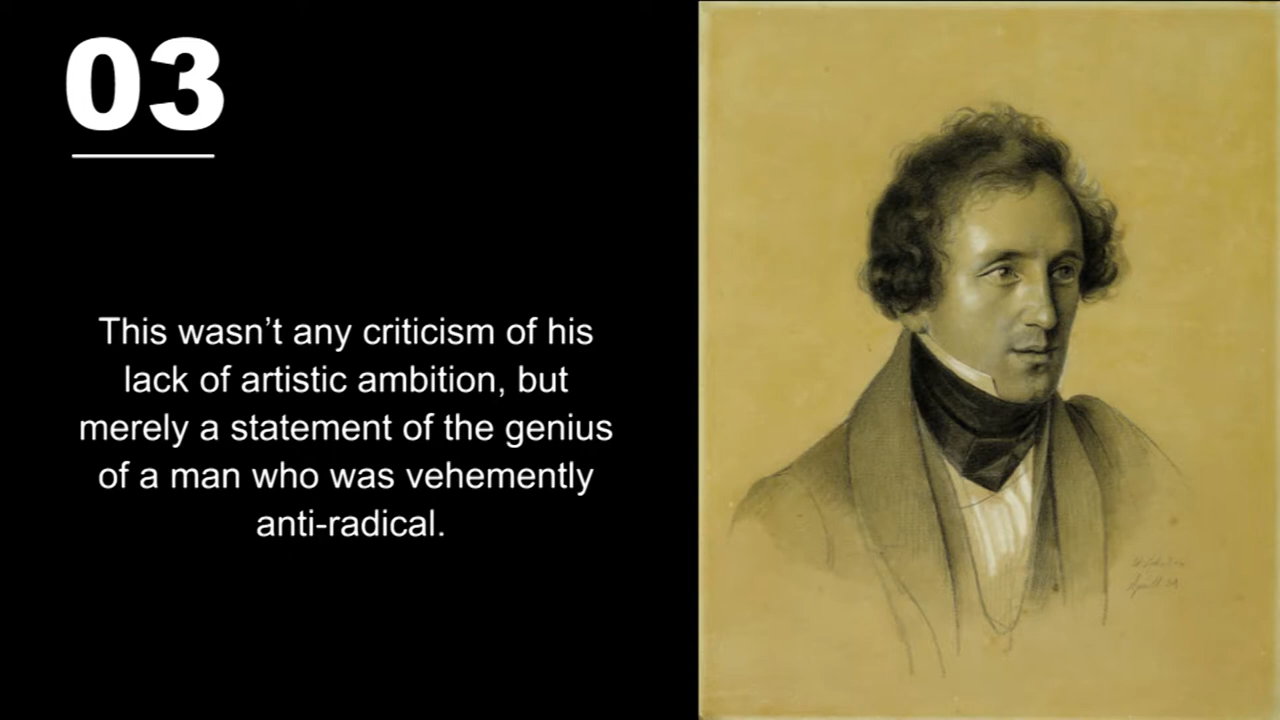 03
This wasn’t any criticism of his
lack of artistic ambition, but
merely a statement of the genius
of a man who was vehemently
anti-radical.